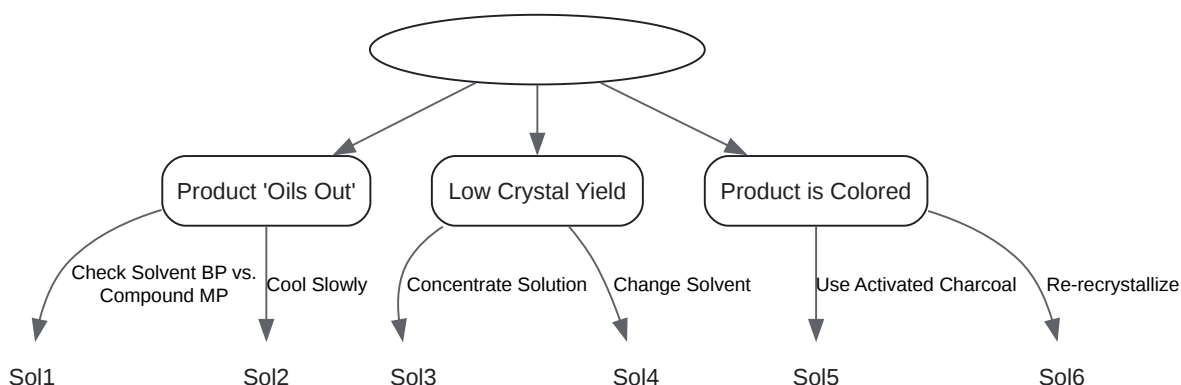 Product 'Oils Out'
Low Crystal Yield
Product is Colored
Check Solvent BP vs.
Compound MP
Cool Slowly
Concentrate Solution
Change Solvent
Use Activated Charcoal
Re-recrystallize
Sol1
Sol2
Sol3
Sol4
Sol5
Sol6